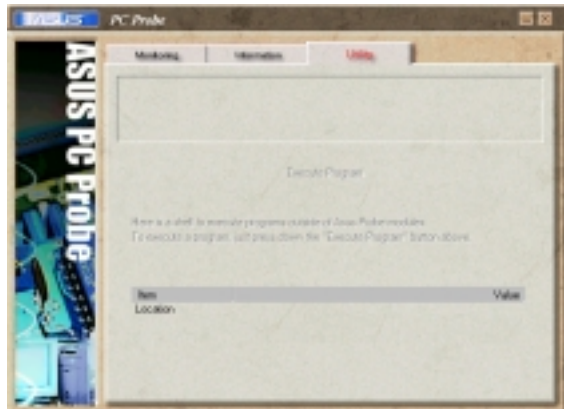 ASUS PC Probe
Monitoring Information Utility
ASUS PC Probe
Execute Program
Here is a shell to execute programs outside of Asus Probe modules.
To execute a program, just press down the "Execute Program" button above.
Item Value
Location